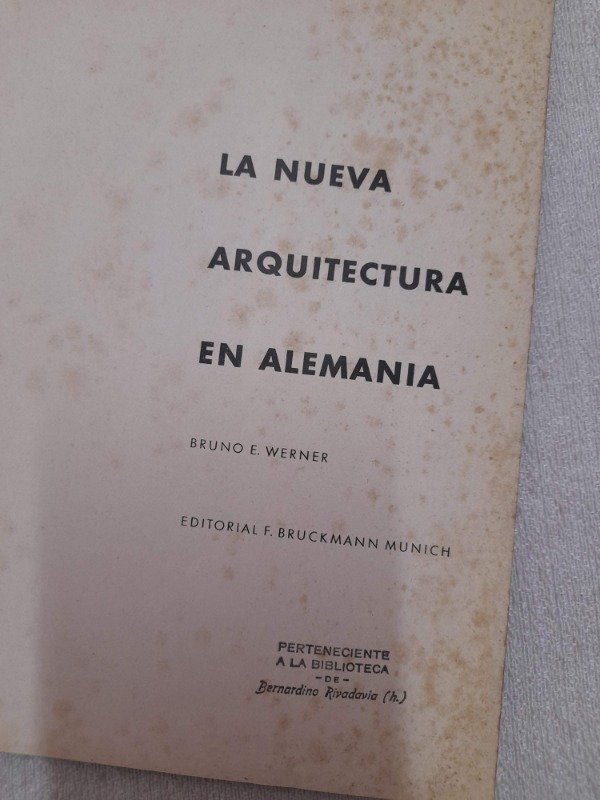 LA NUEVA
ARQUITECTURA
EN ALEMANIA
BRUNO E. WERNER
EDITORIAL F. BRUCKMANN MUNICH
PERTENECIENTE
A LA BIBLIOTECA
- DE -
Bernardino Rivadavia (h.)